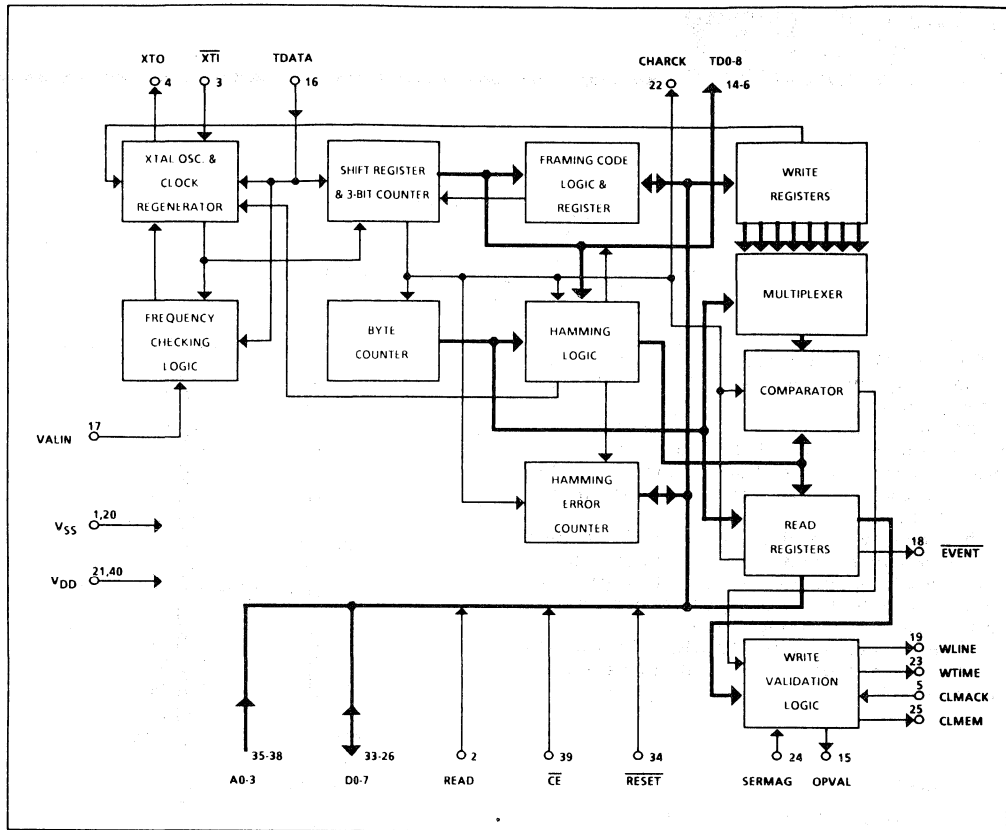 XTO XTI TDATA CHARCK TD0-8
4 3 16 22 14-6
XTAL OSC. &
CLOCK
REGENERATOR
SHIFT REGISTER
& 3-BIT COUNTER
FRAMING CODE
LOGIC &
REGISTER
WRITE
REGISTERS
FREQUENCY
CHECKING
LOGIC
BYTE
COUNTER
HAMMING
LOGIC
MULTIPLEXER
COMPARATOR
VALIN 17
HAMMING
ERROR
COUNTER
READ
REGISTERS
18 EVENT
VSS 1,20
VDD 21,40
WRITE
VALIDATION
LOGIC
19 WLINE
23 WTIME
5 CLMACK
25 CLMEM
35-38 33-26 2 39 34 24 15
A0-3 D0-7 READ CE RESET SERMAG OPVAL